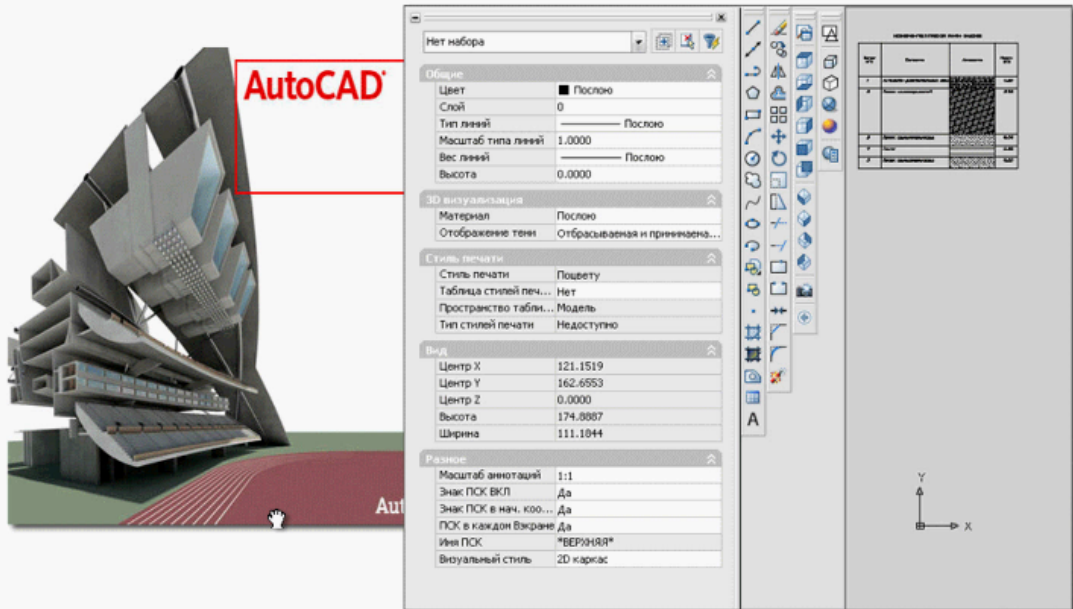 AutoCAD
Aut
Нет набора
Общие
Цвет Послою
Слой 0
Тип линий Послою
Масштаб типа линий 1.0000
Вес линий Послою
Высота 0.0000
3D визуализация
Материал Послою
Отображение тени Отбрасываемая и принимаема...
Стиль печати
Стиль печати Поцвету
Таблица стилей печ... Нет
Пространство табли... Модель
Тип стилей печати Недоступно
Вид
Центр X 121.1519
Центр Y 162.6553
Центр Z 0.0000
Высота 174.8887
Ширина 111.1844
Разное
Масштаб аннотаций 1:1
Знак ПСК ВКЛ Да
Знак ПСК в нач. коо... Да
ПСК в каждом Вэкране Да
Имя ПСК *ВЕРХНЯЯ*
Визуальный стиль 2D каркас
A
Y
X